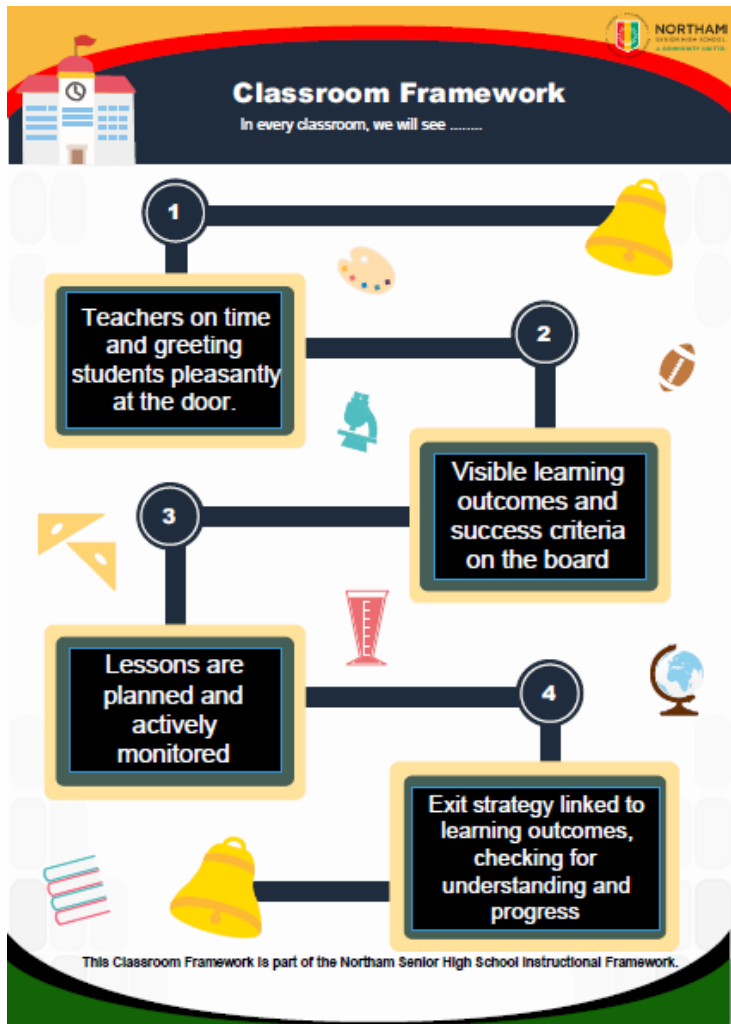 NORTHAM
SENIOR HIGH SCHOOL
A COMMUNITY UNITED
Classroom Framework
In every classroom, we will see ........
1
Teachers on time
and greeting
students pleasantly
at the door.
2
Visible learning
outcomes and
success criteria
on the board
3
Lessons are
planned and
actively
monitored
4
Exit strategy linked to
learning outcomes,
checking for
understanding and
progress
This Classroom Framework is part of the Northam Senior High School Instructional Framework.